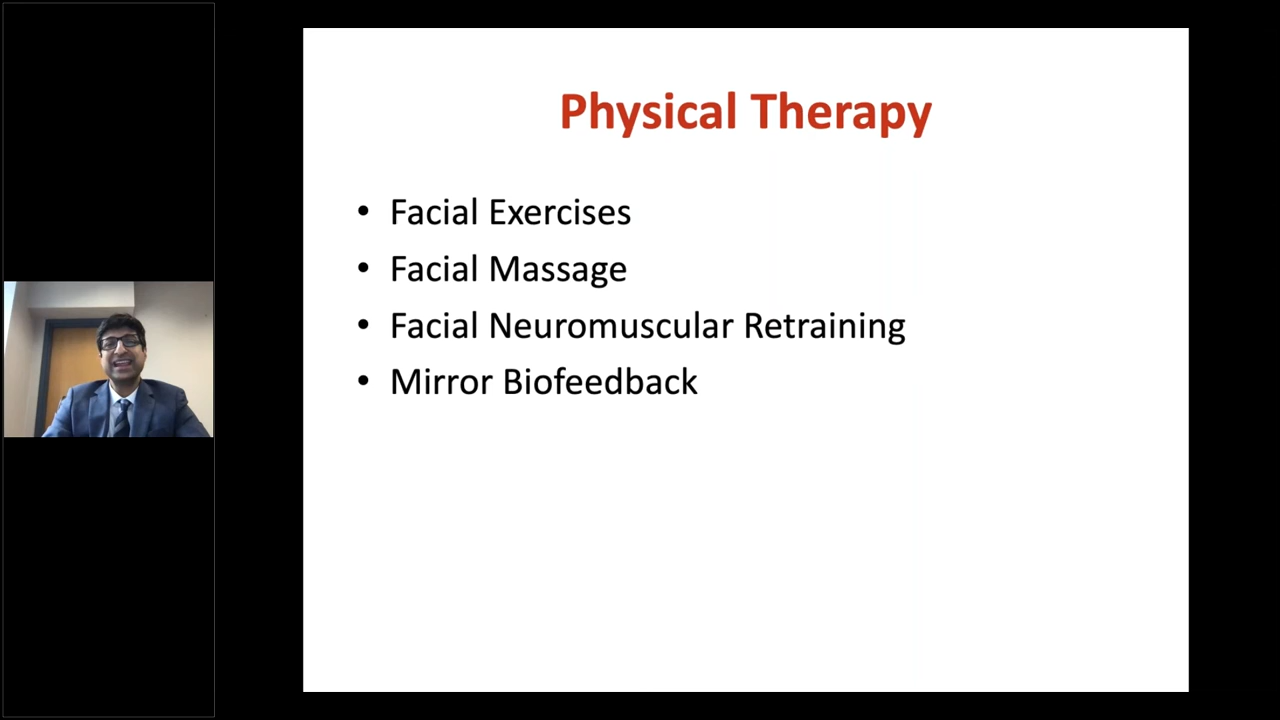 Physical Therapy
• Facial Exercises
• Facial Massage
• Facial Neuromuscular Retraining
• Mirror Biofeedback